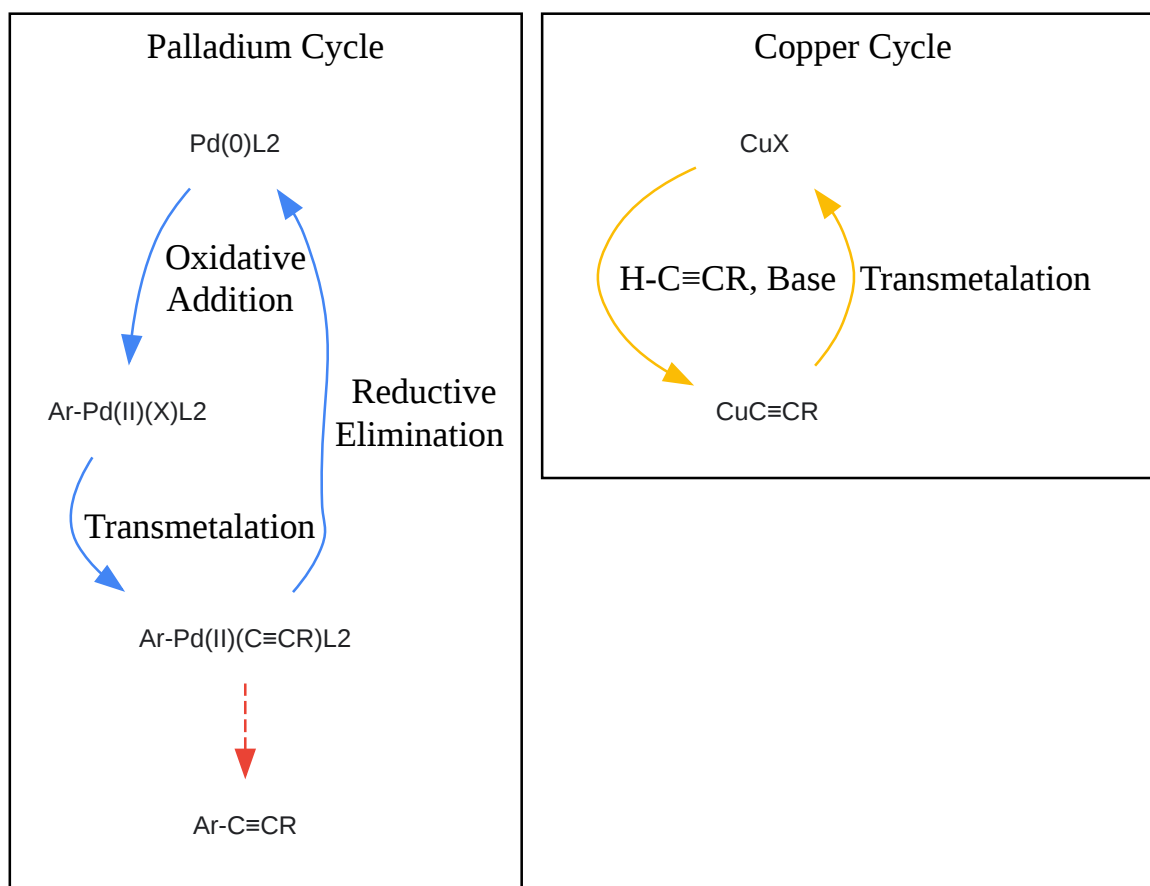 Palladium Cycle
Pd(0)L2
Oxidative
Addition
Ar-Pd(II)(X)L2
Reductive
Elimination
Transmetalation
Ar-Pd(II)(C≡CR)L2
Ar-C≡CR
Copper Cycle
CuX
H-C≡CR, Base
Transmetalation
CuC≡CR